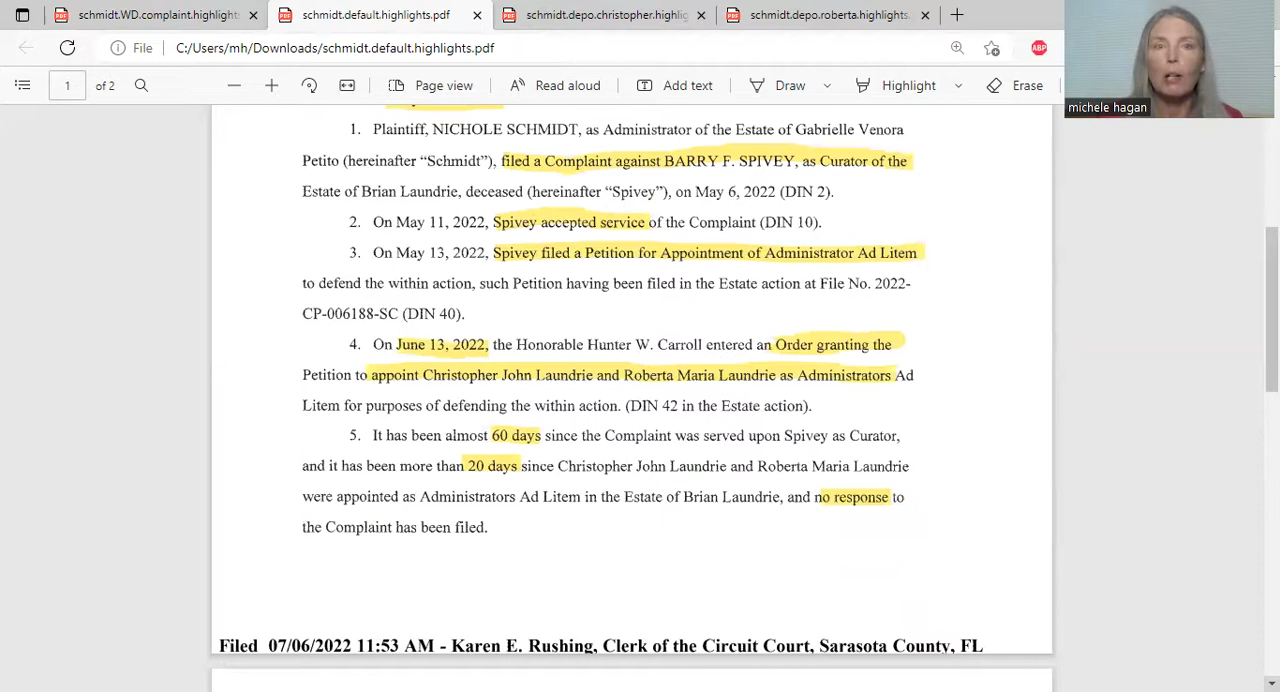 schmidt.WD.complaint.highlights
schmidt.default.highlights.pdf
schmidt.depo.christopher.highlig
schmidt.depo.roberta.highlights.
File
C:/Users/mh/Downloads/schmidt.default.highlights.pdf
ABP
1 of 2
Page view
Read aloud
Add text
Draw
Highlight
Erase
michele hagan
1. Plaintiff, NICHOLE SCHMIDT, as Administrator of the Estate of Gabrielle Venora
Petito (hereinafter “Schmidt”), filed a Complaint against BARRY F. SPIVEY, as Curator of the
Estate of Brian Laundrie, deceased (hereinafter “Spivey”), on May 6, 2022 (DIN 2).
2. On May 11, 2022, Spivey accepted service of the Complaint (DIN 10).
3. On May 13, 2022, Spivey filed a Petition for Appointment of Administrator Ad Litem
to defend the within action, such Petition having been filed in the Estate action at File No. 2022-
CP-006188-SC (DIN 40).
4. On June 13, 2022, the Honorable Hunter W. Carroll entered an Order granting the
Petition to appoint Christopher John Laundrie and Roberta Maria Laundrie as Administrators Ad
Litem for purposes of defending the within action. (DIN 42 in the Estate action).
5. It has been almost 60 days since the Complaint was served upon Spivey as Curator,
and it has been more than 20 days since Christopher John Laundrie and Roberta Maria Laundrie
were appointed as Administrators Ad Litem in the Estate of Brian Laundrie, and no response to
the Complaint has been filed.
Filed 07/06/2022 11:53 AM - Karen E. Rushing, Clerk of the Circuit Court, Sarasota County, FL